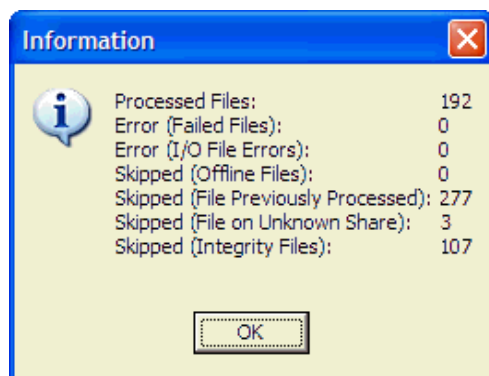 Information
Processed Files: 192
Error (Failed Files): 0
Error (I/O File Errors): 0
Skipped (Offline Files): 0
Skipped (File Previously Processed): 277
Skipped (File on Unknown Share): 3
Skipped (Integrity Files): 107
OK